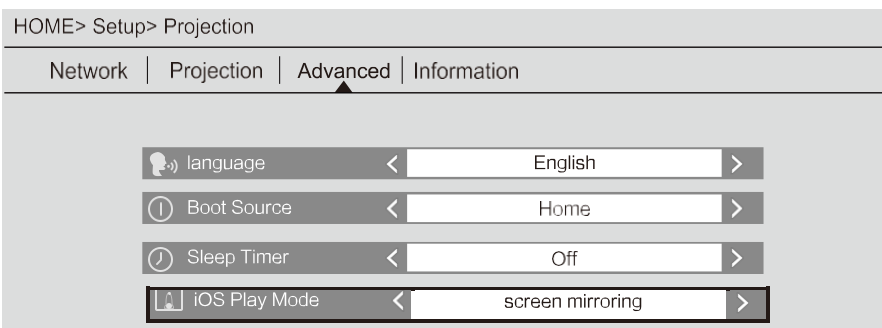 HOME> Setup> Projection
Network | Projection | Advanced | Information
language < English >
Boot Source < Home >
Sleep Timer < Off >
iOS Play Mode < screen mirroring >